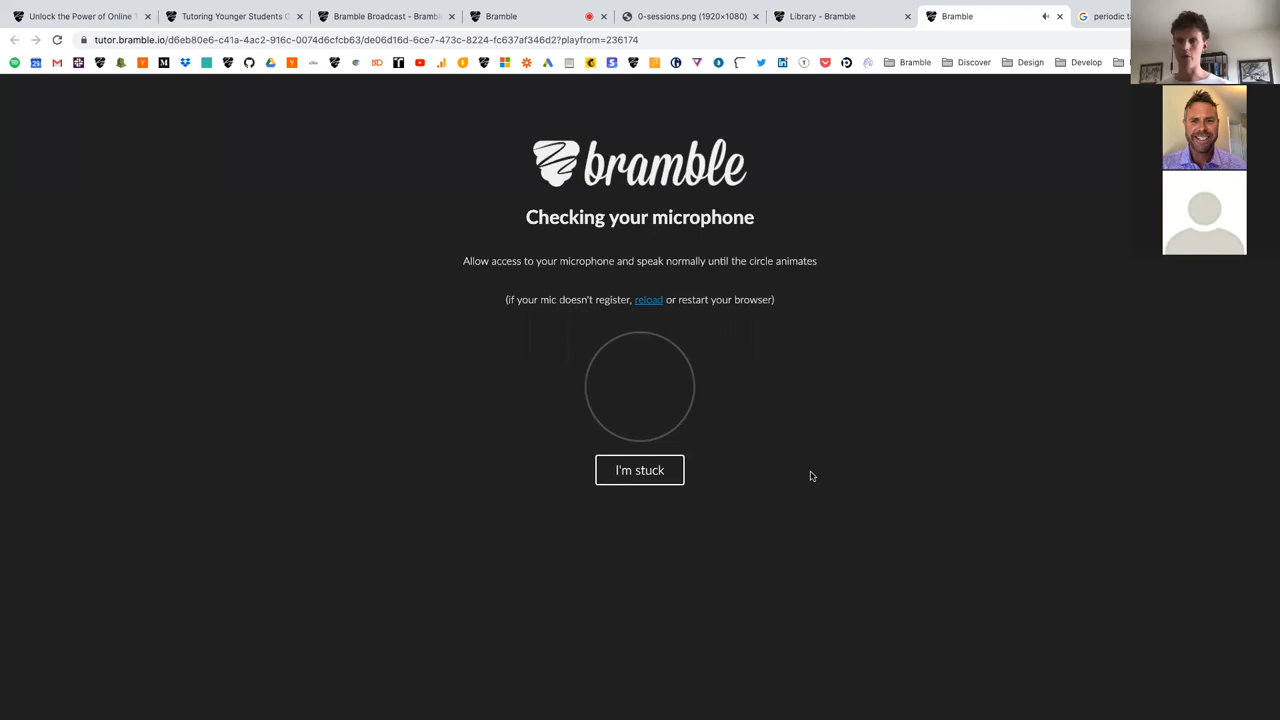 Unlock the Power of Online T
Tutoring Younger Students O
Bramble Broadcast - Bramb
Bramble
0-sessions.png (1920×1080)
Library - Bramble
Bramble
periodic ta
tutor.bramble.io/d6eb80e6-c41a-4ac2-916c-0074d6cfcb63/de06d16d-6ce7-473c-8224-fc637af346d2?playfrom=236174
Bramble
Discover
Design
Develop
bramble
Checking your microphone
Allow access to your microphone and speak normally until the circle animates
(if your mic doesn't register, reload or restart your browser)
I'm stuck